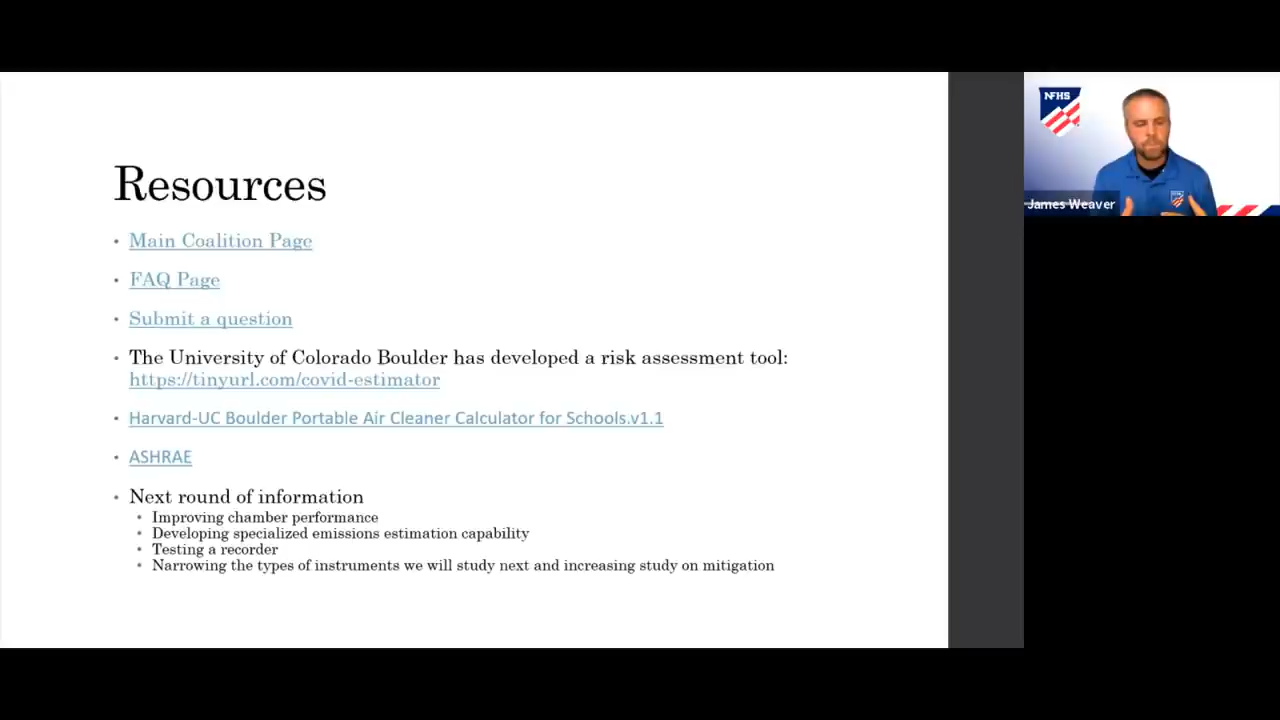 Resources
Main Coalition Page
FAQ Page
Submit a question
The University of Colorado Boulder has developed a risk assessment tool:
https://tinyurl.com/covid-estimator
Harvard-UC Boulder Portable Air Cleaner Calculator for Schools.v1.1
ASHRAE
Next round of information
Improving chamber performance
Developing specialized emissions estimation capability
Testing a recorder
Narrowing the types of instruments we will study next and increasing study on mitigation
NFHS
James Weaver